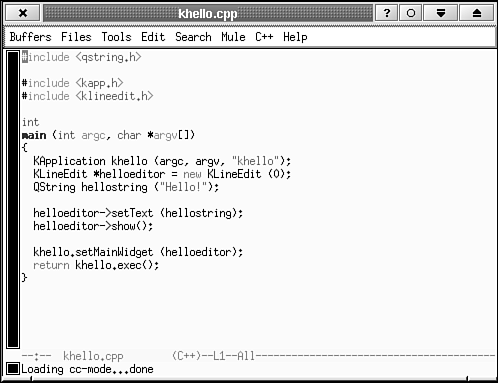 khello.cpp
Buffers Files Tools Edit Search Mule C++ Help
#include <qstring.h>

#include <kapp.h>
#include <klineedit.h>

int
main (int argc, char *argv[])
{
  KApplication khello (argc, argv, "khello");
  KLineEdit *helloeditor = new KLineEdit (0);
  QString hellostring ("Hello!");

  helloeditor->setText (hellostring);
  helloeditor->show();

  khello.setMainWidget (helloeditor);
  return khello.exec();
}
--:-- khello.cpp (C++)--L1--All----------------------------------------
Loading cc-mode...done